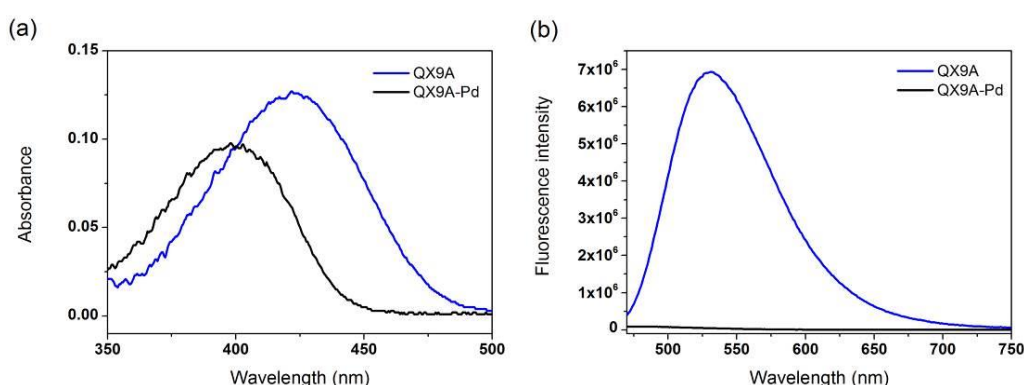 (a)
0.15
0.10
0.05
0.00
Absorbance
350
400
450
500
Wavelength (nm)
QX9A
QX9A-Pd
(b)
7x10⁶
6x10⁶
5x10⁶
4x10⁶
3x10⁶
2x10⁶
1x10⁶
0
Fluorescence intensity
500
550
600
650
700
750
Wavelength (nm)
QX9A
QX9A-Pd